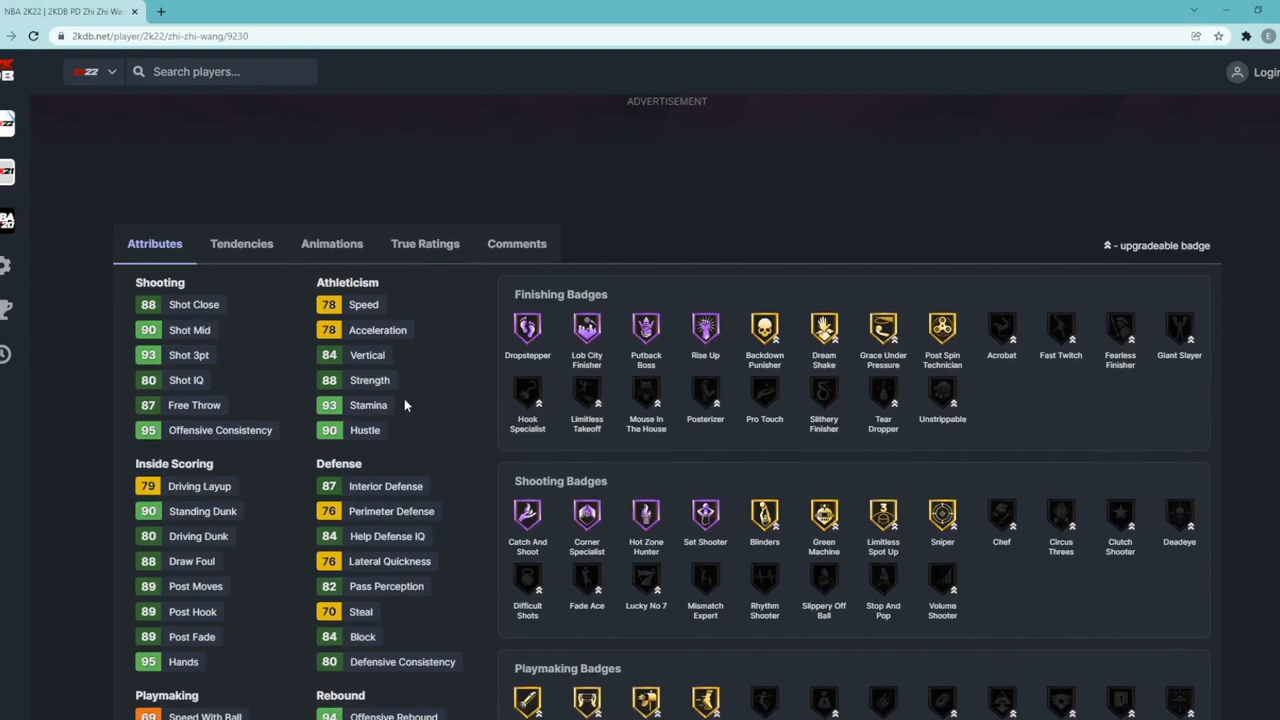 NBA 2K22 | 2KDB PD Zhi Zhi Wa
2kdb.net/player/2k22/zhi-zhi-wang/9230
E
DB
2K22
Search players...
Login
ADVERTISEMENT
Attributes Tendencies Animations True Ratings Comments
- upgradeable badge
Shooting
88 Shot Close
90 Shot Mid
93 Shot 3pt
80 Shot IQ
87 Free Throw
95 Offensive Consistency
Inside Scoring
79 Driving Layup
90 Standing Dunk
80 Driving Dunk
88 Draw Foul
89 Post Moves
89 Post Hook
89 Post Fade
95 Hands
Playmaking
69 Speed With Ball
Athleticism
78 Speed
78 Acceleration
84 Vertical
88 Strength
93 Stamina
90 Hustle
Defense
87 Interior Defense
76 Perimeter Defense
84 Help Defense IQ
76 Lateral Quickness
82 Pass Perception
70 Steal
84 Block
80 Defensive Consistency
Rebound
94 Offensive Rebound
Finishing Badges
Dropstepper
Lob City
Finisher
Putback
Boss
Rise Up
Backdown
Punisher
Dream
Shake
Grace Under
Pressure
Post Spin
Technician
Acrobat
Fast Twitch
Fearless
Finisher
Giant Slayer
Hook
Specialist
Limitless
Takeoff
Mouse In
The House
Posterizer
Pro Touch
Slithery
Finisher
Tear
Dropper
Unstrippable
Shooting Badges
Catch And
Shoot
Corner
Specialist
Hot Zone
Hunter
Set Shooter
Blinders
Green
Machine
Limitless
Spot Up
Sniper
Chef
Circus
Threes
Clutch
Shooter
Deadeye
Difficult
Shots
Fade Ace
Lucky No 7
Mismatch
Expert
Rhythm
Shooter
Slippery Off
Ball
Stop And
Pop
Volume
Shooter
Playmaking Badges